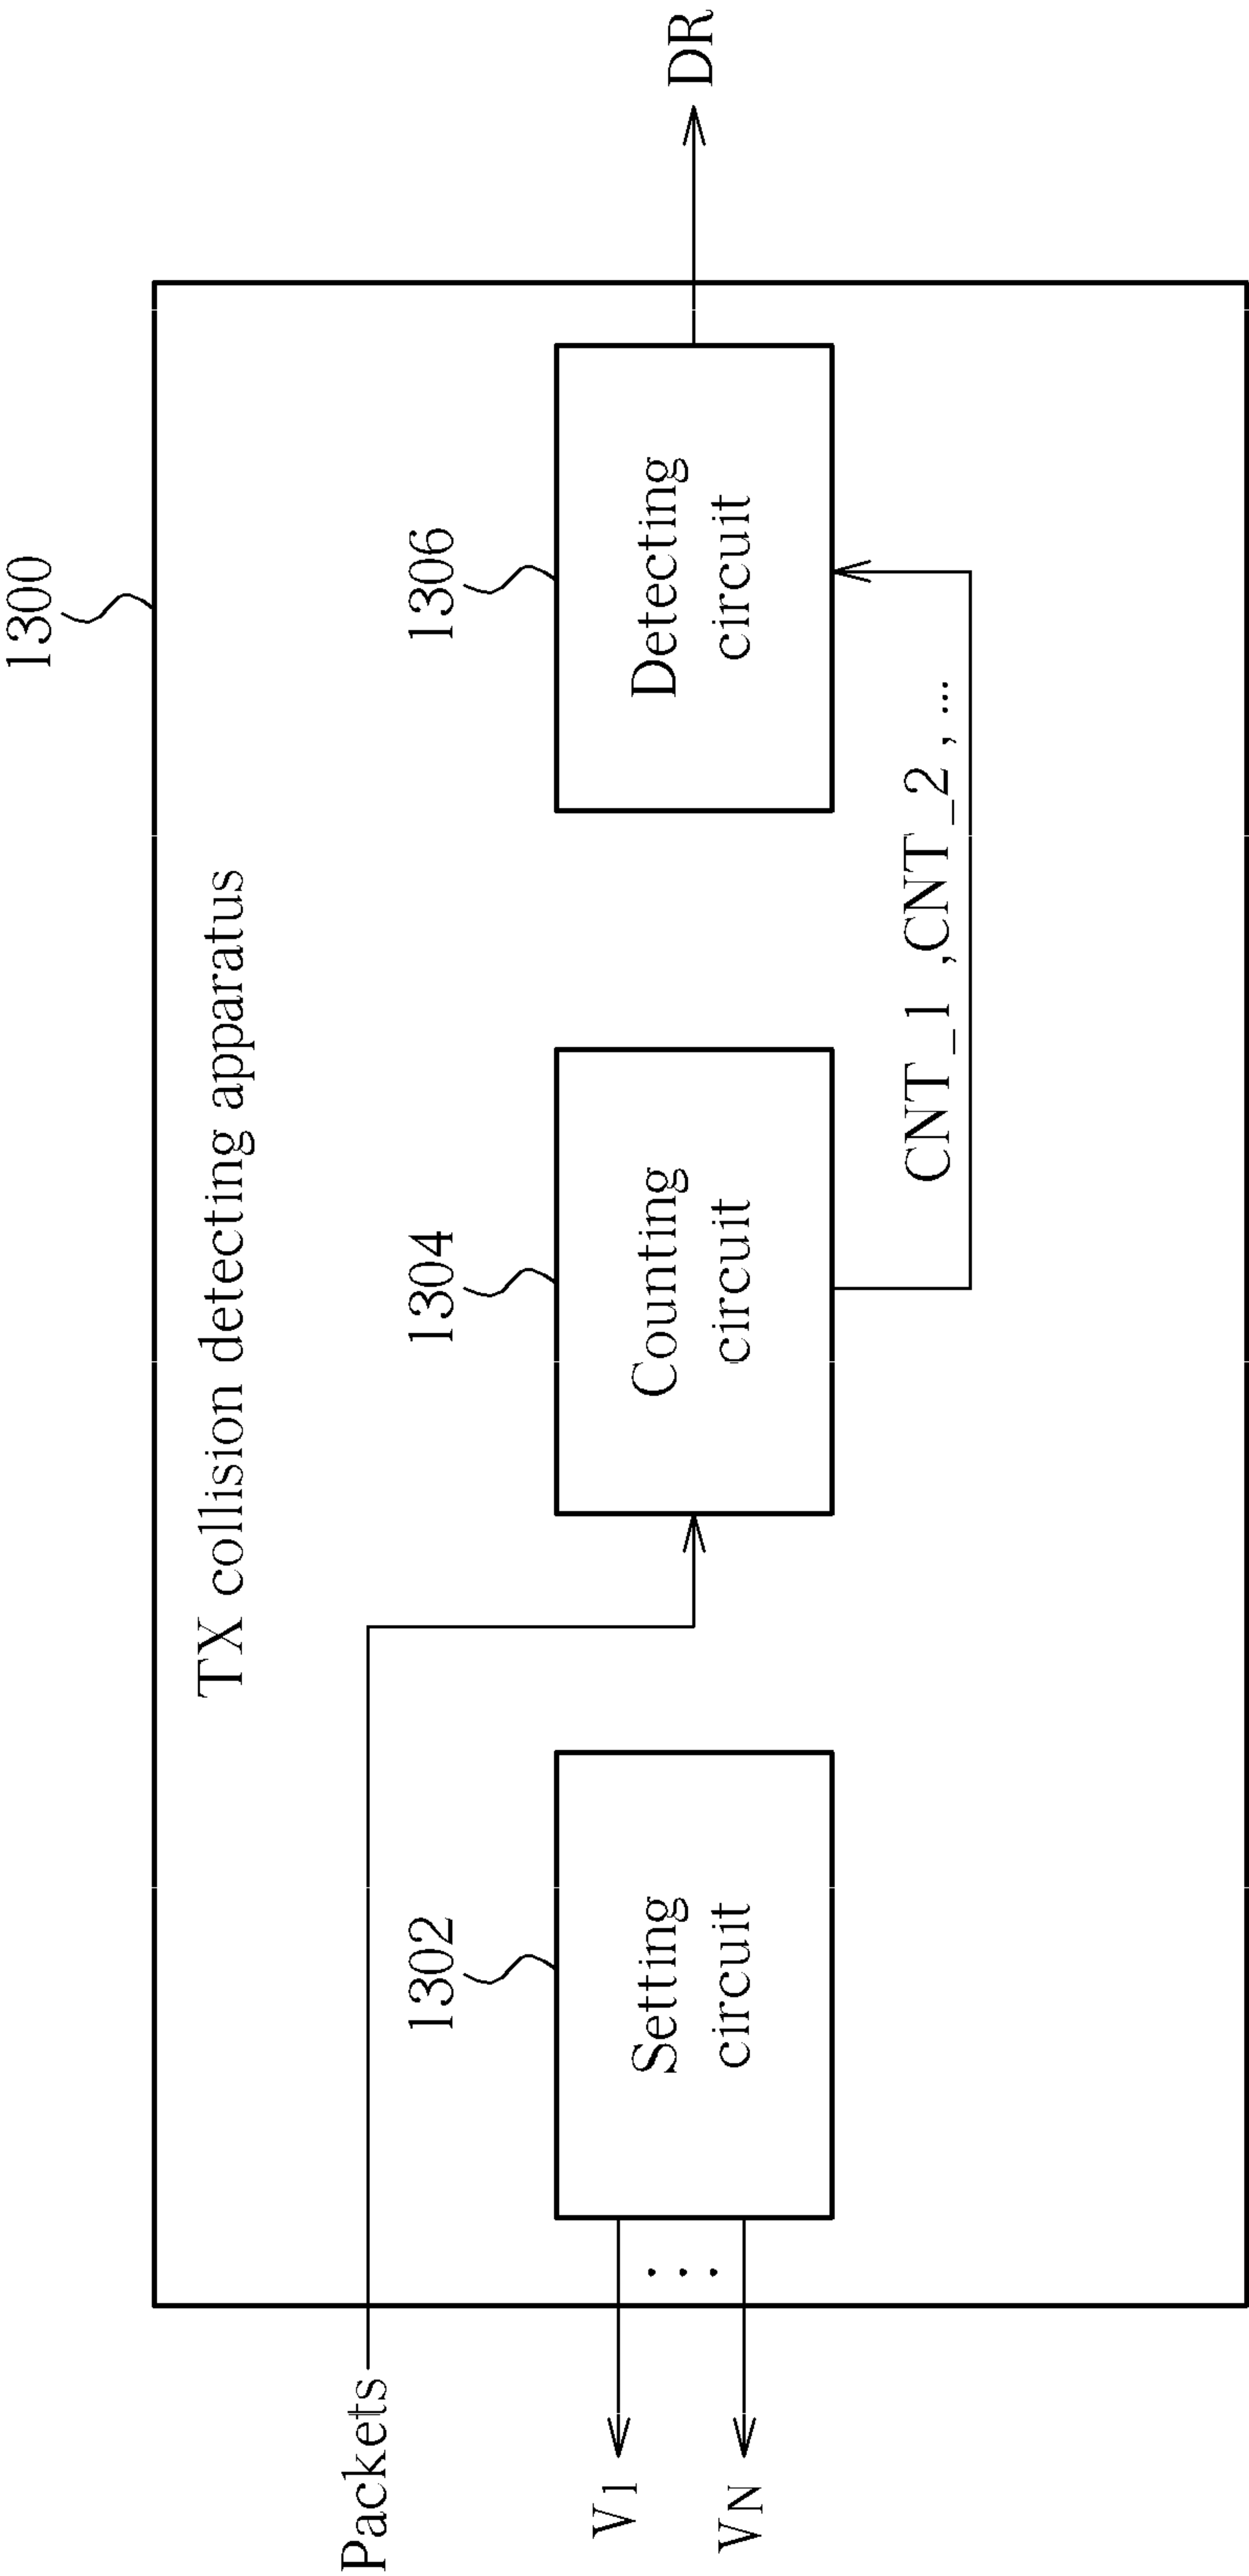 1300
TX collision detecting apparatus
Packets
1302
1304
1306
Setting
circuit
Counting
circuit
Detecting
circuit
V1
...
VN
DR
CNT_1 ,CNT_2 , ...